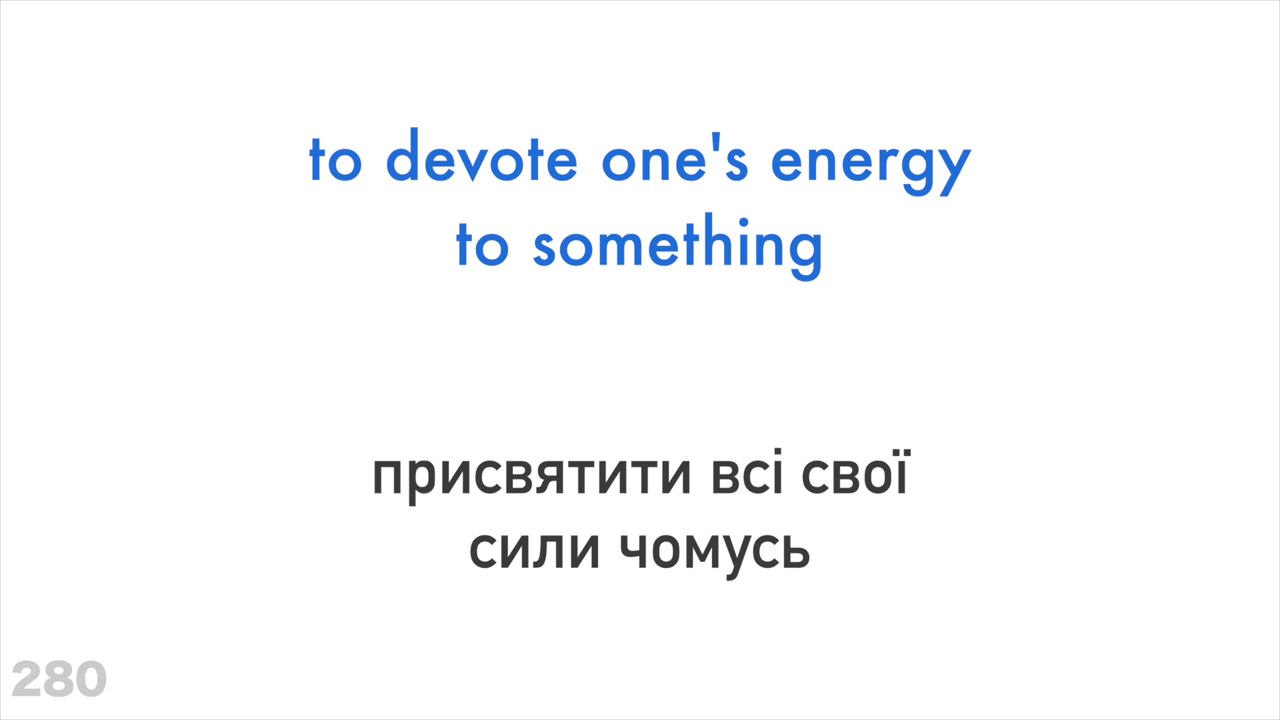 to devote one's energy
to something
присвятити всі свої
сили чомусь
280